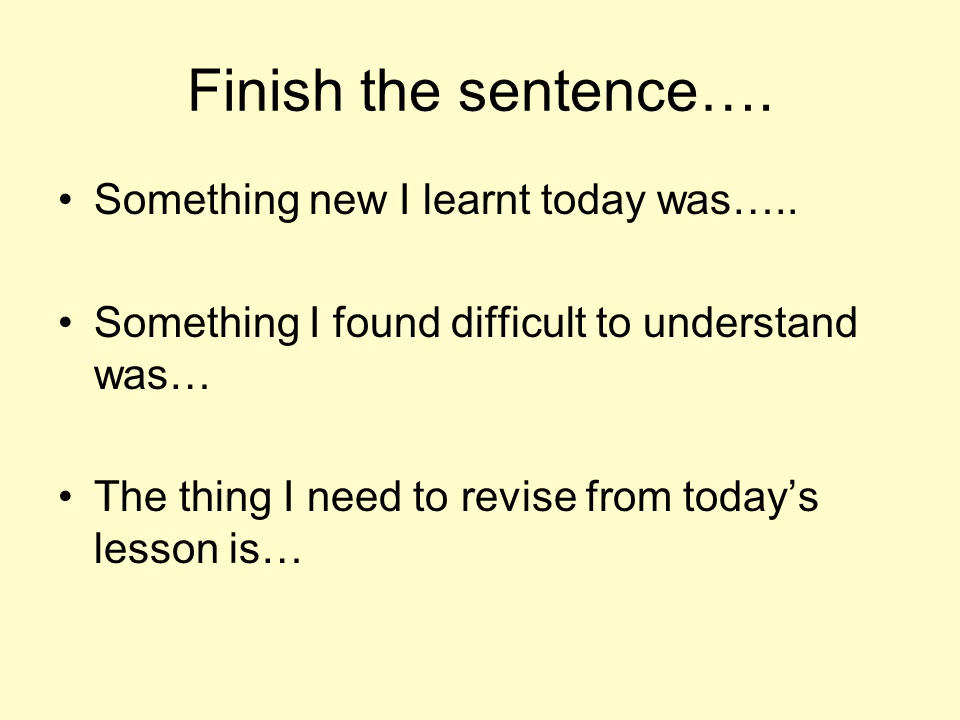 Finish the sentence….
• Something new I learnt today was…..
• Something I found difficult to understand
was…
• The thing I need to revise from today’s
lesson is…